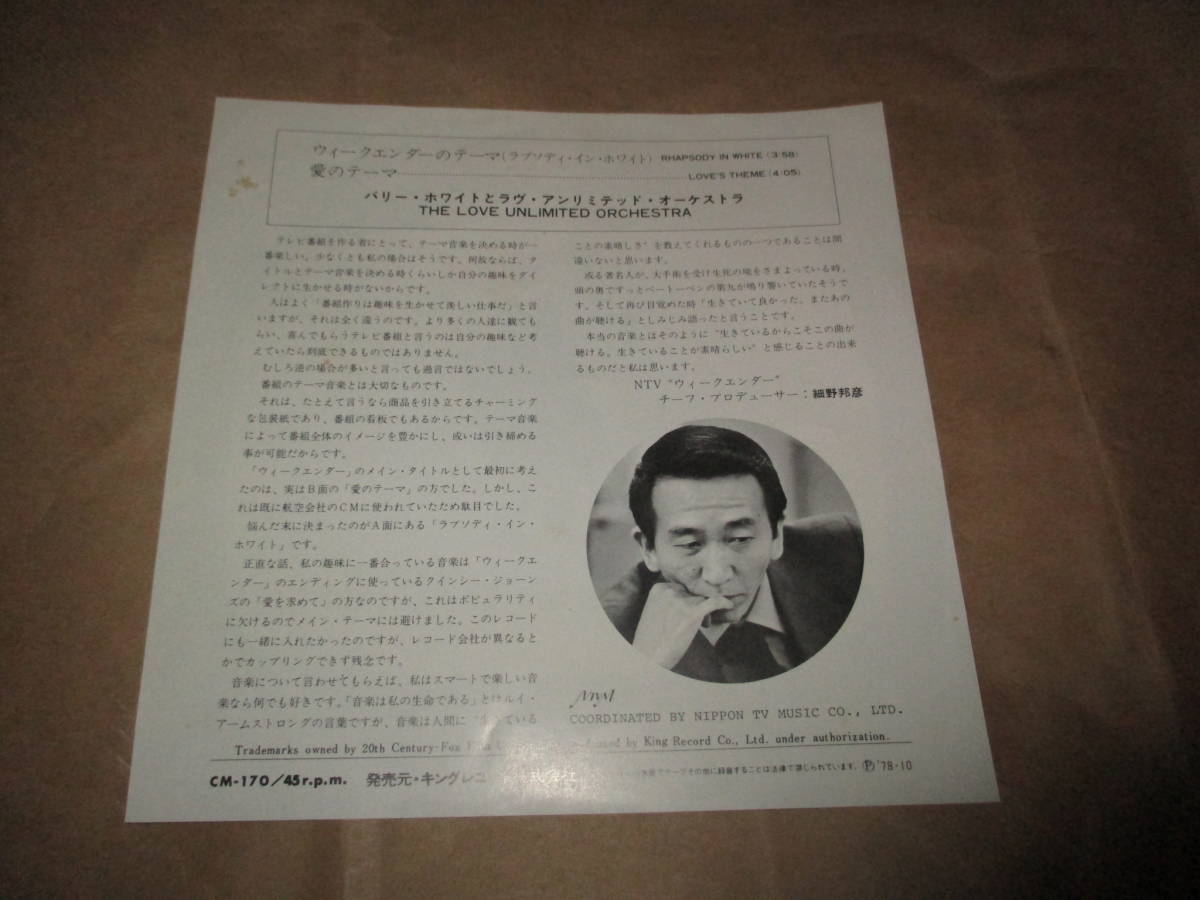 ウィークエンダーのテーマ(ラプソディ・イン・ホワイト) RHAPSODY IN WHITE (3:58)
愛のテーマ LOVE'S THEME (4:05)
バリー・ホワイトとラヴ・アンリミテッド・オーケストラ
THE LOVE UNLIMITED ORCHESTRA
テレビ番組を作る者にとって、テーマ音楽を決める時が一
番楽しい。少なくとも私の場合はそうです。何故ならば、タ
イトルとテーマ音楽を決める時くらいしか自分の趣味をダイ
レクトに生かせる時がないからです。
人はよく「番組作りは趣味を生かせて羨しい仕事だ」と言
いますが、それは全く違うのです。より多くの人達に観ても
らい、喜んでもらうテレビ番組と言うのは自分の趣味など考
えていたら到底できるものではありません。
むしろ逆の場合が多いと言っても過言ではないでしょう。
番組のテーマ音楽とは大切なものです。
それは、たとえて言うなら商品を引き立てるチャーミング
な包装紙であり、番組の看板でもあるからです。テーマ音楽
によって番組全体のイメージを豊かにし、或いは引き締める
事が可能だからです。
「ウィークエンダー」のメイン・タイトルとして最初に考え
たのは、実はB面の「愛のテーマ」の方でした。しかし、こ
れは既に航空会社のCMに使われていたため駄目でした。
悩んだ末に決まったのがA面にある「ラプソディ・イン・
ホワイト」です。
正直な話、私の趣味に一番合っている音楽は「ウィークエ
ンダー」のエンディングに使っているクインシー・ジョーン
ズの「愛を求めて」の方なのですが、これはポピュラリティ
に欠けるのでメイン・テーマには避けました。このレコード
にも一緒に入れたかったのですが、レコード会社が異なると
かでカップリングできず残念です。
音楽について言わせてもらえば、私はスマートで楽しい音
楽なら何でも好きです。「音楽は私の生命である」とはルイ・
アームストロングの言葉ですが、音楽は人間に“生きている
ことの素晴しさ”を教えてくれるものの一つであることは間
違いないと思います。
或る著名人が、大手術を受け生死の境をさまよっている時、
頭の奥でずっとベートーベンの第九が鳴り響いていたそうで
す。そして再び目覚めた時「生きていて良かった。またあの
曲が聴ける」としみじみ語ったと言うことです。
本当の音楽とはそのように“生きているからこそこの曲が
聴ける。生きていることが素晴らしい”と感じることの出来
るものだと私は思います。
NTV“ウィークエンダー”
チーフ・プロデューサー:細野邦彦
COORDINATED BY NIPPON TV MUSIC CO., LTD.
Trademarks owned by 20th Century-Fox by King Record Co., Ltd. under authorization.
CM-170/45r.p.m. 発売元・キングレコ テープその他に録音することは法律で禁じられています。Ⓟ'78・10